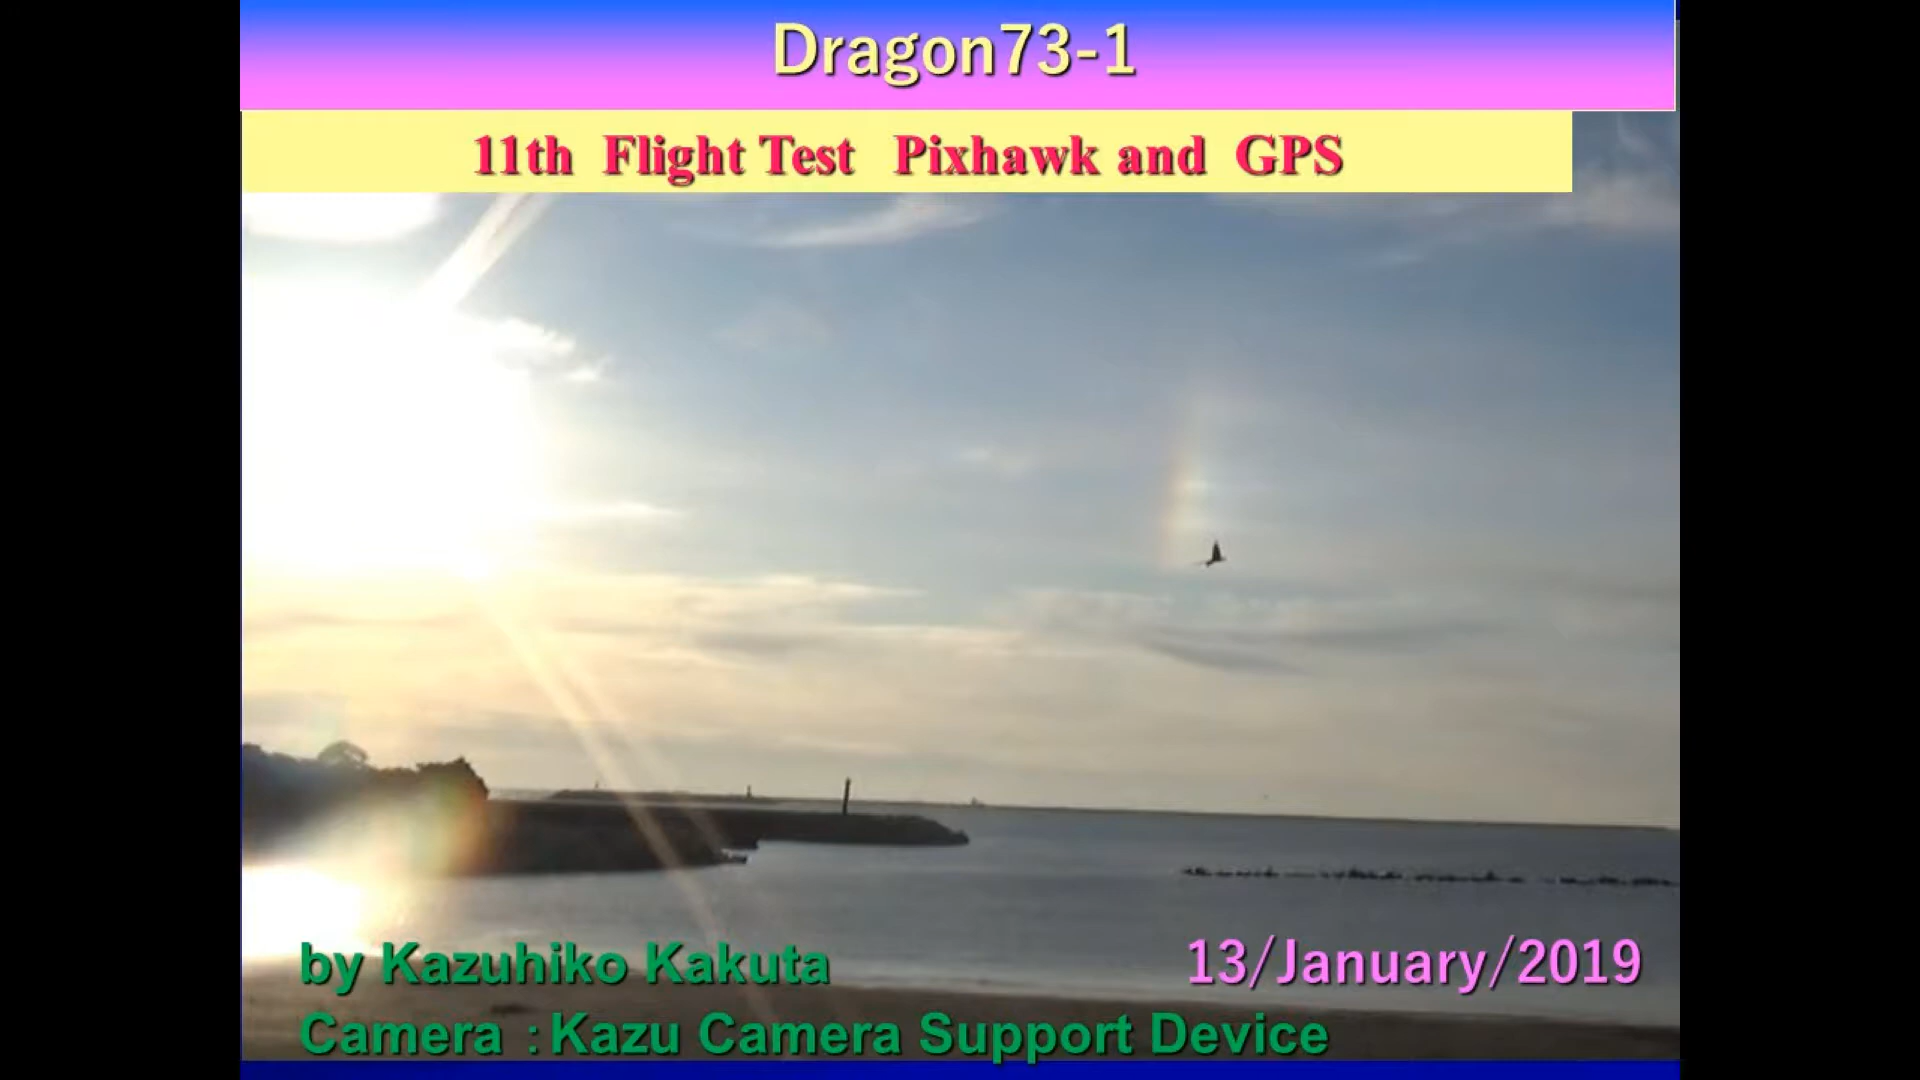 Dragon73-1
11th Flight Test Pixhawk and GPS
by Kazuhiko Kakuta
13/January/2019
Camera : Kazu Camera Support Device